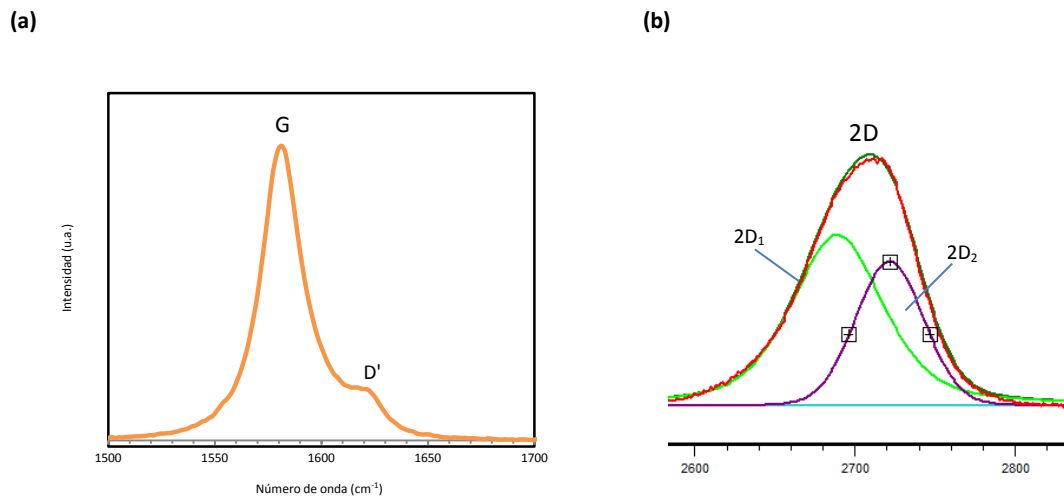 (a)
G
D'
Intensidad (u.a.)
1500 1550 1600 1650 1700
Número de onda (cm⁻¹)
(b)
2D
2D₁
2D₂
2600 2700 2800